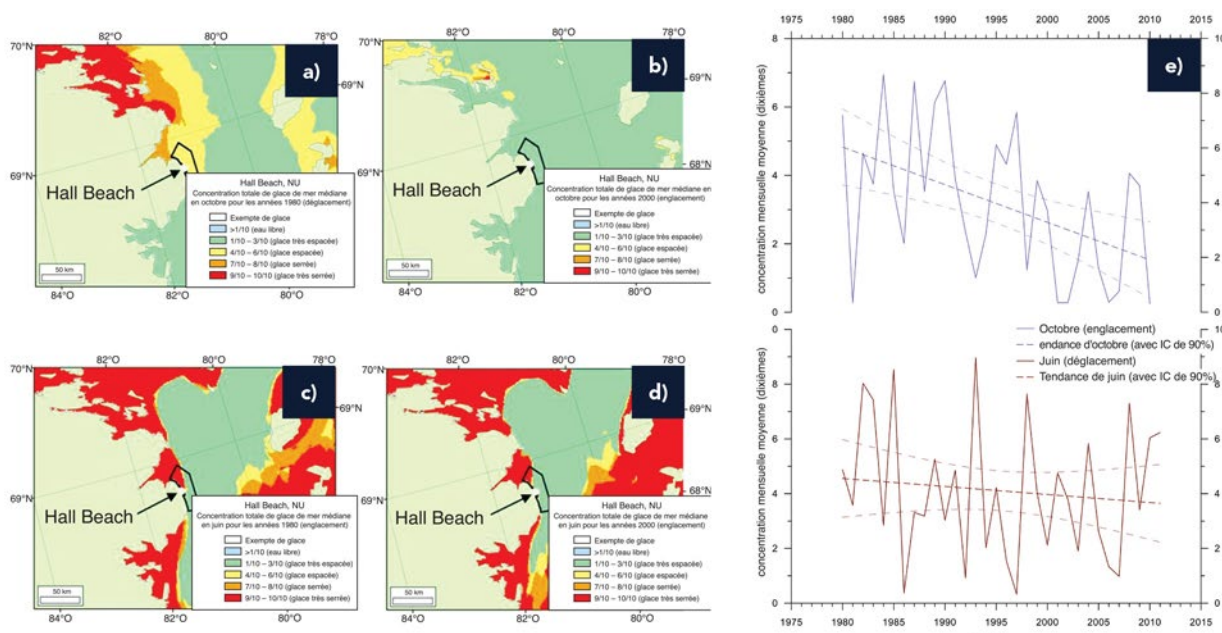 a)
80°O
78°O
70°N
69°N
69°N
Hall Beach
Hall Beach, NU
Concentration totale de glace de mer médiane
en octobre pour les années 1980 (déglacement)
Exempte de glace
>1/10 (eau libre)
1/10 – 3/10 (glace très espacée)
4/10 – 6/10 (glace espacée)
7/10 – 8/10 (glace serrée)
9/10 – 10/10 (glace très serrée)
50 km
84°O
82°O
80°O
b)
82°O
80°O
70°N
69°N
68°N
69°N
Hall Beach
Hall Beach, NU
Concentration totale de glace de mer médiane en
octobre pour les années 2000 (englacement)
Exempte de glace
>1/10 (eau libre)
1/10 – 3/10 (glace très espacée)
4/10 – 6/10 (glace espacée)
7/10 – 8/10 (glace serrée)
9/10 – 10/10 (glace très serrée)
50 km
84°O
82°O
80°O
c)
82°O
80°O
78°O
70°N
69°N
69°N
Hall Beach
Hall Beach, NU
Concentration totale de glace de mer médiane
en juin pour les années 1980 (englacement)
Exempte de glace
>1/10 (eau libre)
1/10 – 3/10 (glace très espacée)
4/10 – 6/10 (glace espacée)
7/10 – 8/10 (glace serrée)
9/10 – 10/10 (glace très serrée)
50 km
84°O
82°O
80°O
d)
82°O
80°O
70°N
69°N
68°N
69°N
Hall Beach
Hall Beach, NU
Concentration totale de glace de mer médiane
en juin pour les années 2000 (englacement)
Exempte de glace
>1/10 (eau libre)
1/10 – 3/10 (glace très espacée)
4/10 – 6/10 (glace espacée)
7/10 – 8/10 (glace serrée)
9/10 – 10/10 (glace très serrée)
50 km
84°O
82°O
80°O
e)
1975 1980 1985 1990 1995 2000 2005 2010 2015
concentration mensuelle moyenne (dixièmes)
8
6
4
2
0
10
8
6
4
2
0
Octobre (englacement)
endance d'octobre (avec IC de 90%)
Juin (déglacement)
Tendance de juin (avec IC de 90%)
concentration mensuelle moyenne (dixièmes)
0
8
6
4
2
0
10
8
6
4
2
0
1975 1980 1985 1990 1995 2000 2005 2010 2015